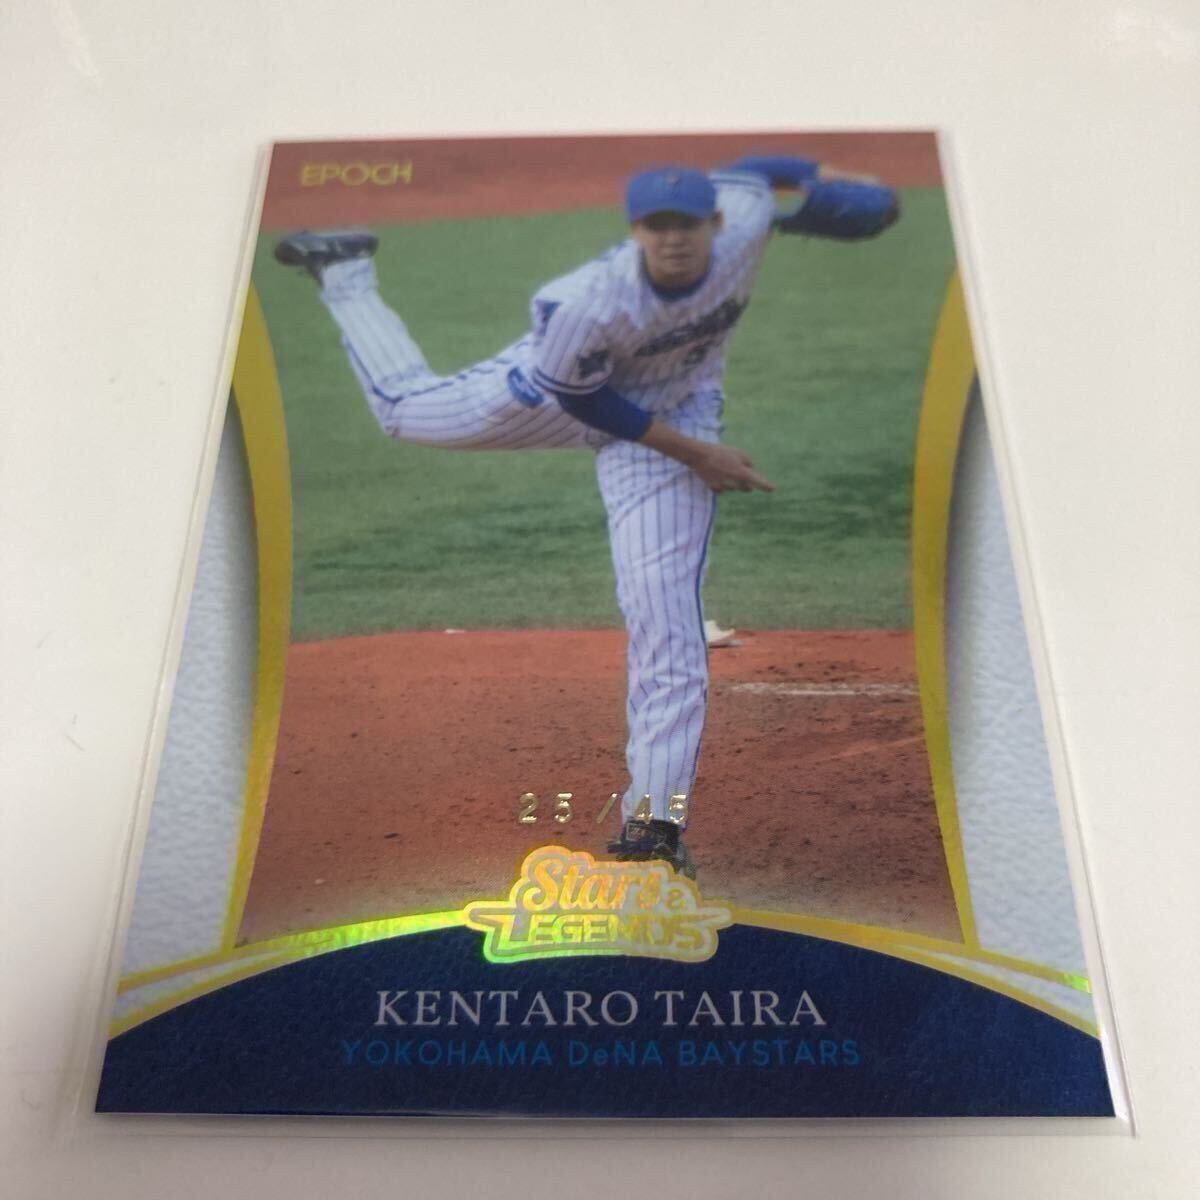 EPOCH
25/45
Stars &
LEGENDS
KENTARO TAIRA
YOKOHAMA DeNA BAYSTARS